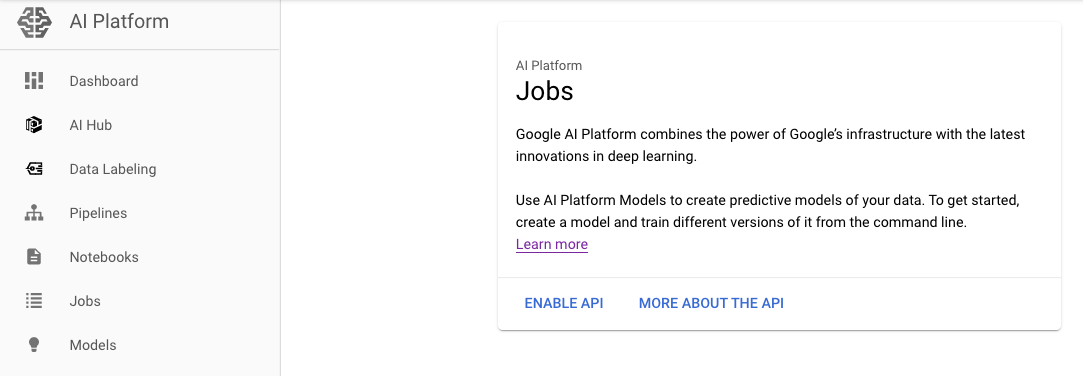 AI Platform
Dashboard
AI Hub
Data Labeling
Pipelines
Notebooks
Jobs
Models
AI Platform
Jobs
Google AI Platform combines the power of Google’s infrastructure with the latest
innovations in deep learning.
Use AI Platform Models to create predictive models of your data. To get started,
create a model and train different versions of it from the command line.
Learn more
ENABLE API MORE ABOUT THE API